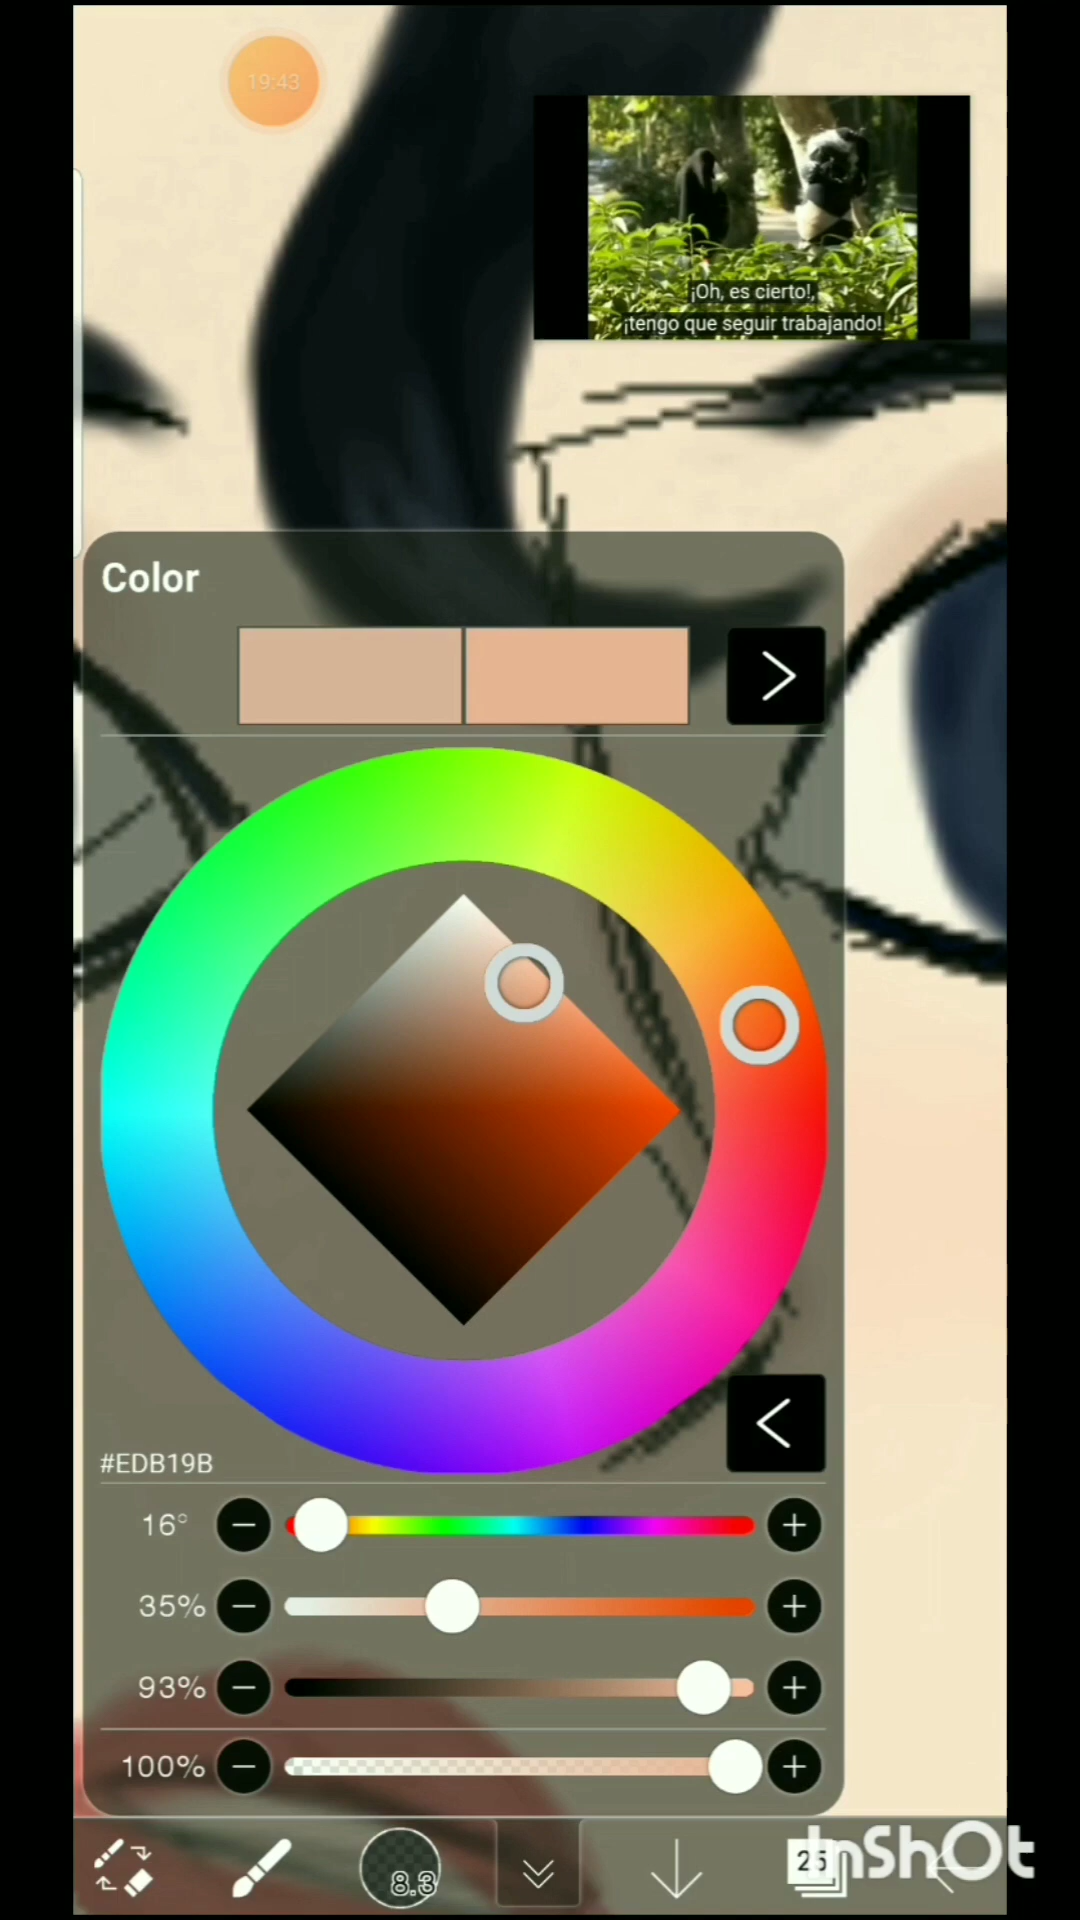 19:43
¡Oh, es cierto!,
¡tengo que seguir trabajando!
Color
#EDB19B
16°
35%
93%
100%
8.3
25
InShOt